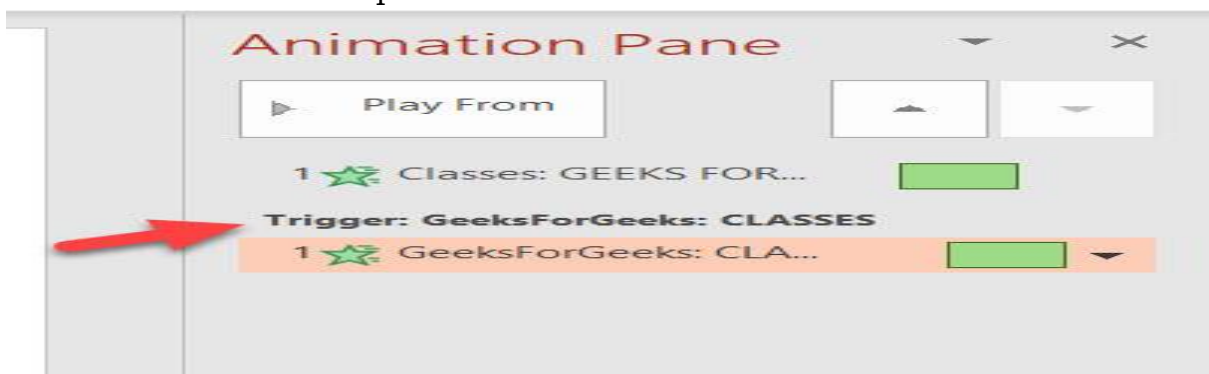 Animation Pane
Play From
1 Classes: GEEKS FOR...
Trigger: GeeksForGeeks: CLASSES
1 GeeksForGeeks: CLA...